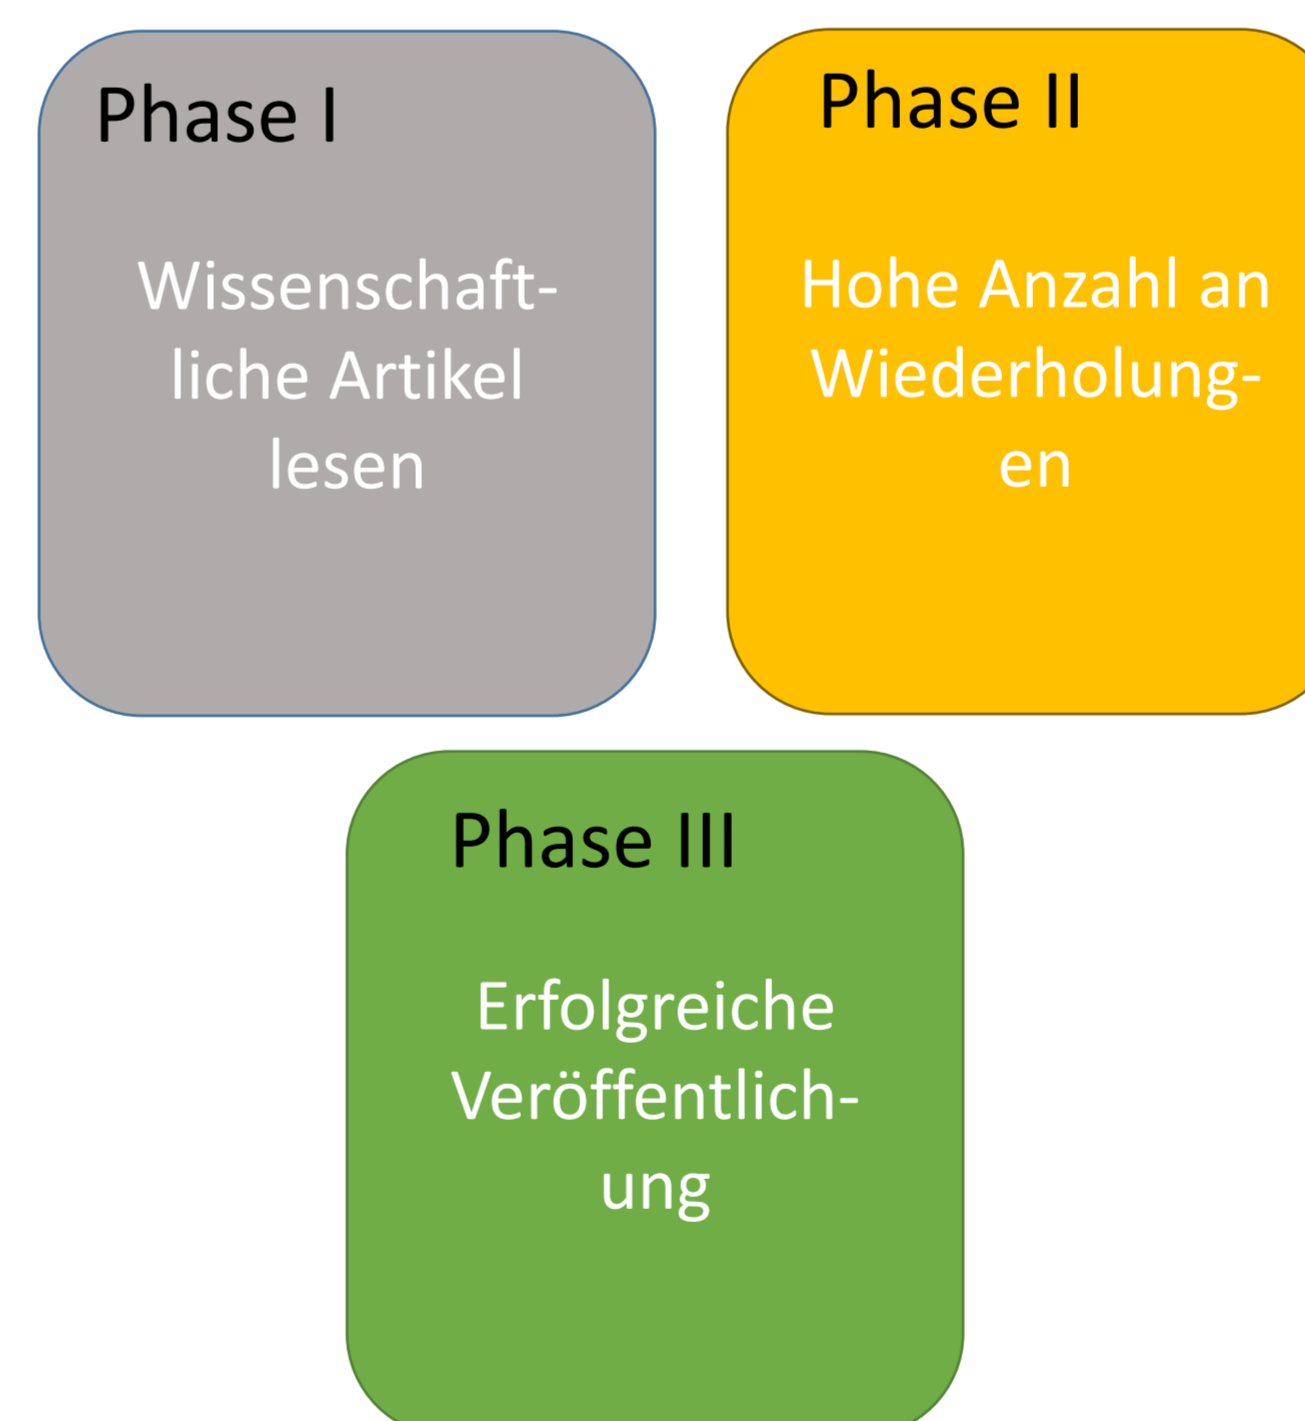 Phase I
Wissenschaft-
liche Artikel
lesen
Phase II
Hohe Anzahl an
Wiederholung-
en
Phase III
Erfolgreiche
Veröffentlich-
ung